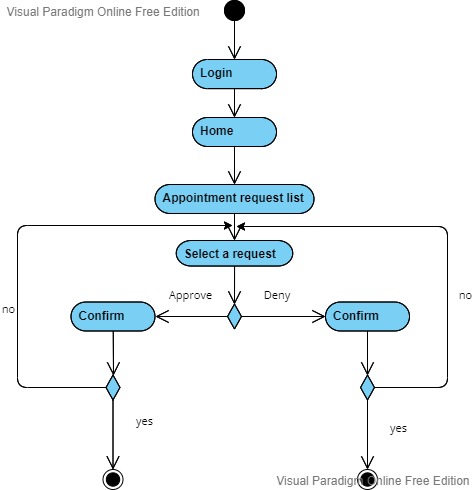 Visual Paradigm Online Free Edition
Login
Home
Appointment request list
Select a request
Approve
Deny
no
no
Confirm
Confirm
yes
yes
Visual Paradigm Online Free Edition